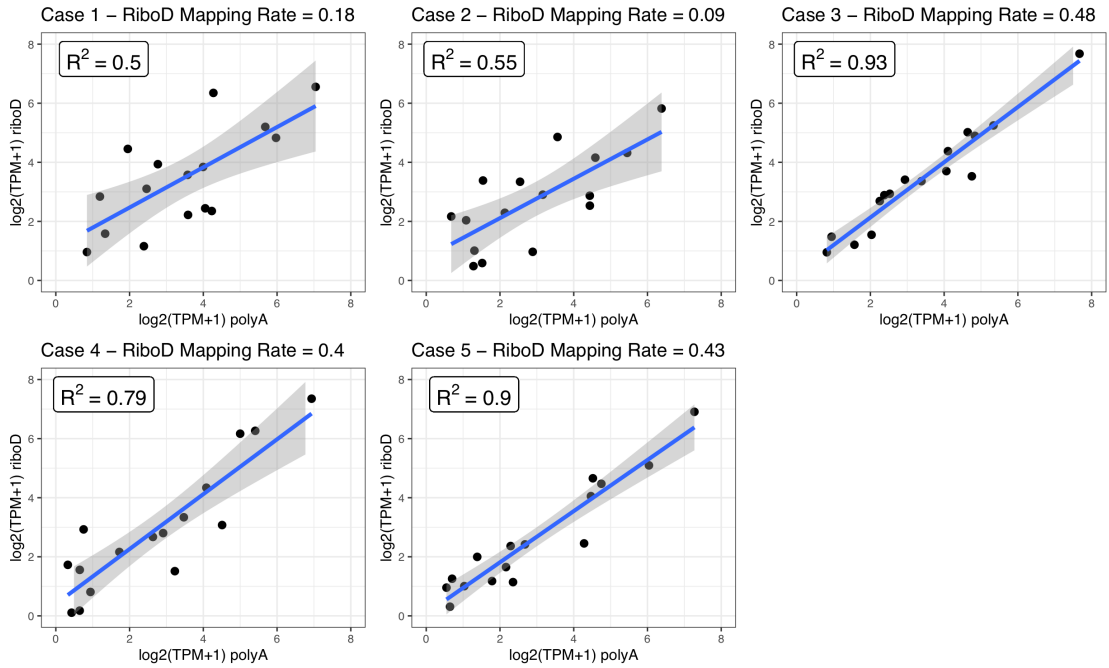 Case 1 − RiboD Mapping Rate = 0.18
R² = 0.5
log2(TPM+1) riboD
8
6
4
2
0
0 2 4 6 8
log2(TPM+1) polyA
Case 2 − RiboD Mapping Rate = 0.09
R² = 0.55
log2(TPM+1) riboD
8
6
4
2
0
0 2 4 6 8
log2(TPM+1) polyA
Case 3 − RiboD Mapping Rate = 0.48
R² = 0.93
log2(TPM+1) riboD
8
6
4
2
0
0 2 4 6 8
log2(TPM+1) polyA
Case 4 − RiboD Mapping Rate = 0.4
R² = 0.79
log2(TPM+1) riboD
8
6
4
2
0
0 2 4 6 8
log2(TPM+1) polyA
Case 5 − RiboD Mapping Rate = 0.43
R² = 0.9
log2(TPM+1) riboD
8
6
4
2
0
0 2 4 6 8
log2(TPM+1) polyA